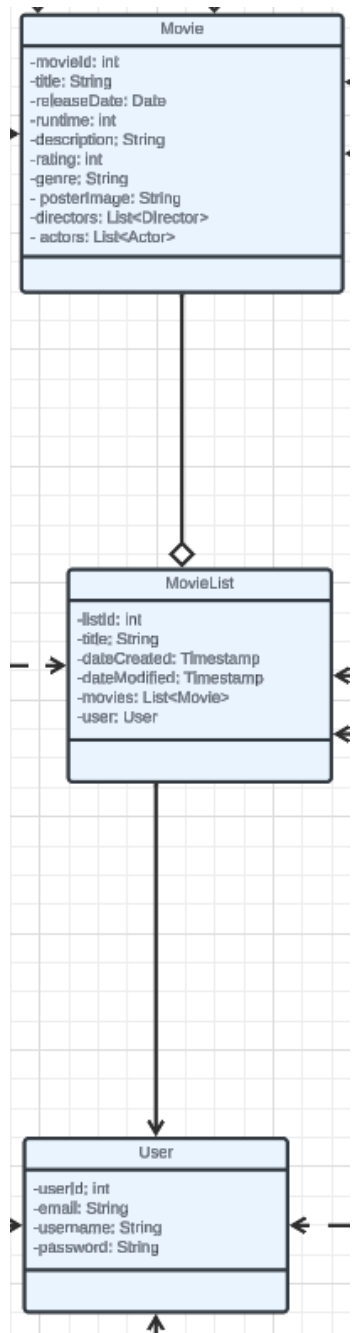 Movie
-movieId: int
-title: String
-releaseDate: Date
-runtime: int
-description: String
-rating: int
-genre: String
- posterImage: String
-directors: List<Director>
- actors: List<Actor>
MovieList
-listId: int
-title: String
-dateCreated: Timestamp
-dateModified: Timestamp
-movies: List<Movie>
-user: User
User
-userId: int
-email: String
-username: String
-password: String